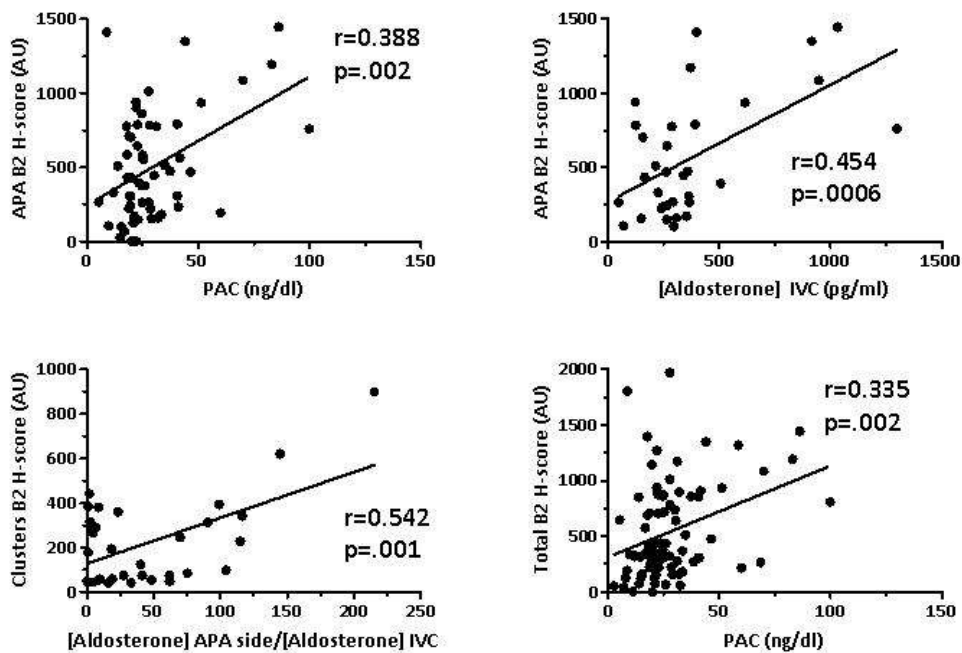 1500
1000
500
0
APA B2 H-score (AU)
r=0.388
p=.002
0 50 100 150
PAC (ng/dl)
1500
1000
500
0
APA B2 H-score (AU)
r=0.454
p=.0006
0 500 1000 1500
[Aldosterone] IVC (pg/ml)
1000
800
600
400
200
0
Clusters B2 H-score (AU)
r=0.542
p=.001
0 50 100 150 200 250
[Aldosterone] APA side/[Aldosterone] IVC
2000
1500
1000
500
0
Total B2 H-score (AU)
r=0.335
p=.002
0 50 100 150
PAC (ng/dl)